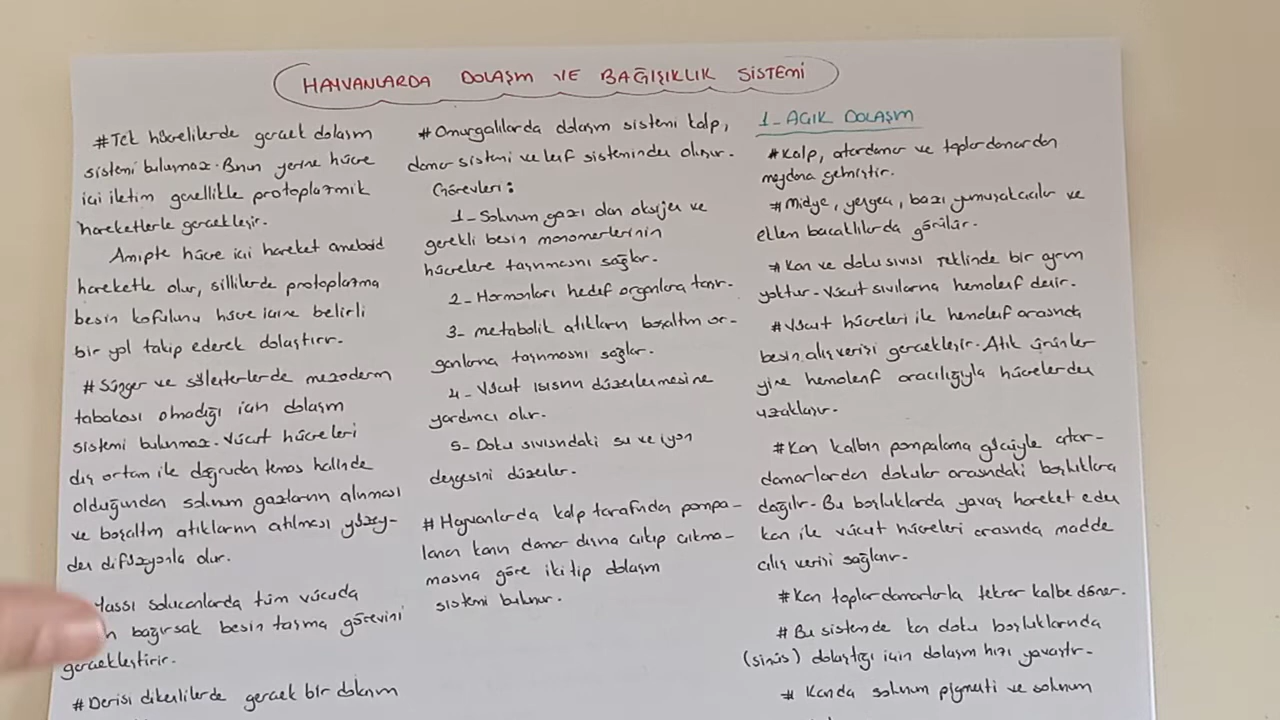 HAYVANLARDA DOLAŞIM VE BAĞIŞIKLIK SİSTEMİ
#Tek hücrelilerde gerçek dolaşım
sistemi bulunmaz. Bunun yerine hücre
içi iletim genellikle protoplazmik
hareketlerle gerçekleşir.
Amipte hücre içi hareket ameboid
hareketle olur, sillilerde protoplazma
besin kofulunu hücre içine belirli
bir yol takip ederek dolaştırır.
# Sünger ve sölenterlerde mezoderm
tabakası olmadığı için dolaşım
sistemi bulunmaz. Vücut hücreleri
dış ortam ile doğrudan temas halinde
olduğundan solunum gazlarının alınması
ve boşaltım atıklarının atılması yüzey-
den difüzyonla olur.
Yassı solucanlarda tüm vücuda
bağırsak besin taşıma görevini
gerçekleştirir.
#Derisi dikenlilerde gerçek bir dolaşım
#Omurgalılarda dolaşım sistemi kalp,
damar sistemi ve lenf sisteminden oluşur.
Görevleri:
1- Solunum gazı olan oksijen ve
gerekli besin monomerlerinin
hücrelere taşınmasını sağlar.
2- Hormonları hedef organlara taşır.
3- metabolik atıkların boşaltım or-
ganlarına taşınmasını sağlar.
4- Vücut ısısının düzenlenmesine
yardımcı olur.
5- Doku sıvısındaki su ve iyon
dengesini düzenler.
# Hayvanlarda kalp tarafından pompa-
lanan kanın damar dışına çıkıp çıkma-
masına göre iki tip dolaşım
sistemi bulunur.
1- AÇIK DOLAŞIM
#Kalp, atardamar ve toplardamardan
meydana gelmiştir.
#Midye, yengeç, bazı yumuşakçalar ve
eklem bacaklılarda görülür.
#Kan ve doku sıvısı şeklinde bir ayrım
yoktur. Vücut sıvılarına hemolenf denir.
#Vücut hücreleri ile hemolenf arasında
besin alış verişi gerçekleşir. Atık ürünler
yine hemolenf aracılığıyla hücrelerden
uzaklaşır.
#Kan kalbin pompalama gücüyle atar-
damarlardan dokular arasındaki boşluklara
dağılır. Bu boşluklarda yavaş hareket eden
kan ile vücut hücreleri arasında madde
alış verişi sağlanır.
#Kan toplardamarlarla tekrar kalbe döner.
# Bu sistemde kan doku boşluklarında
(sinüs) dolaştığı için dolaşım hızı yavaştır.
# Kanda solunum pigmenti ve solunum